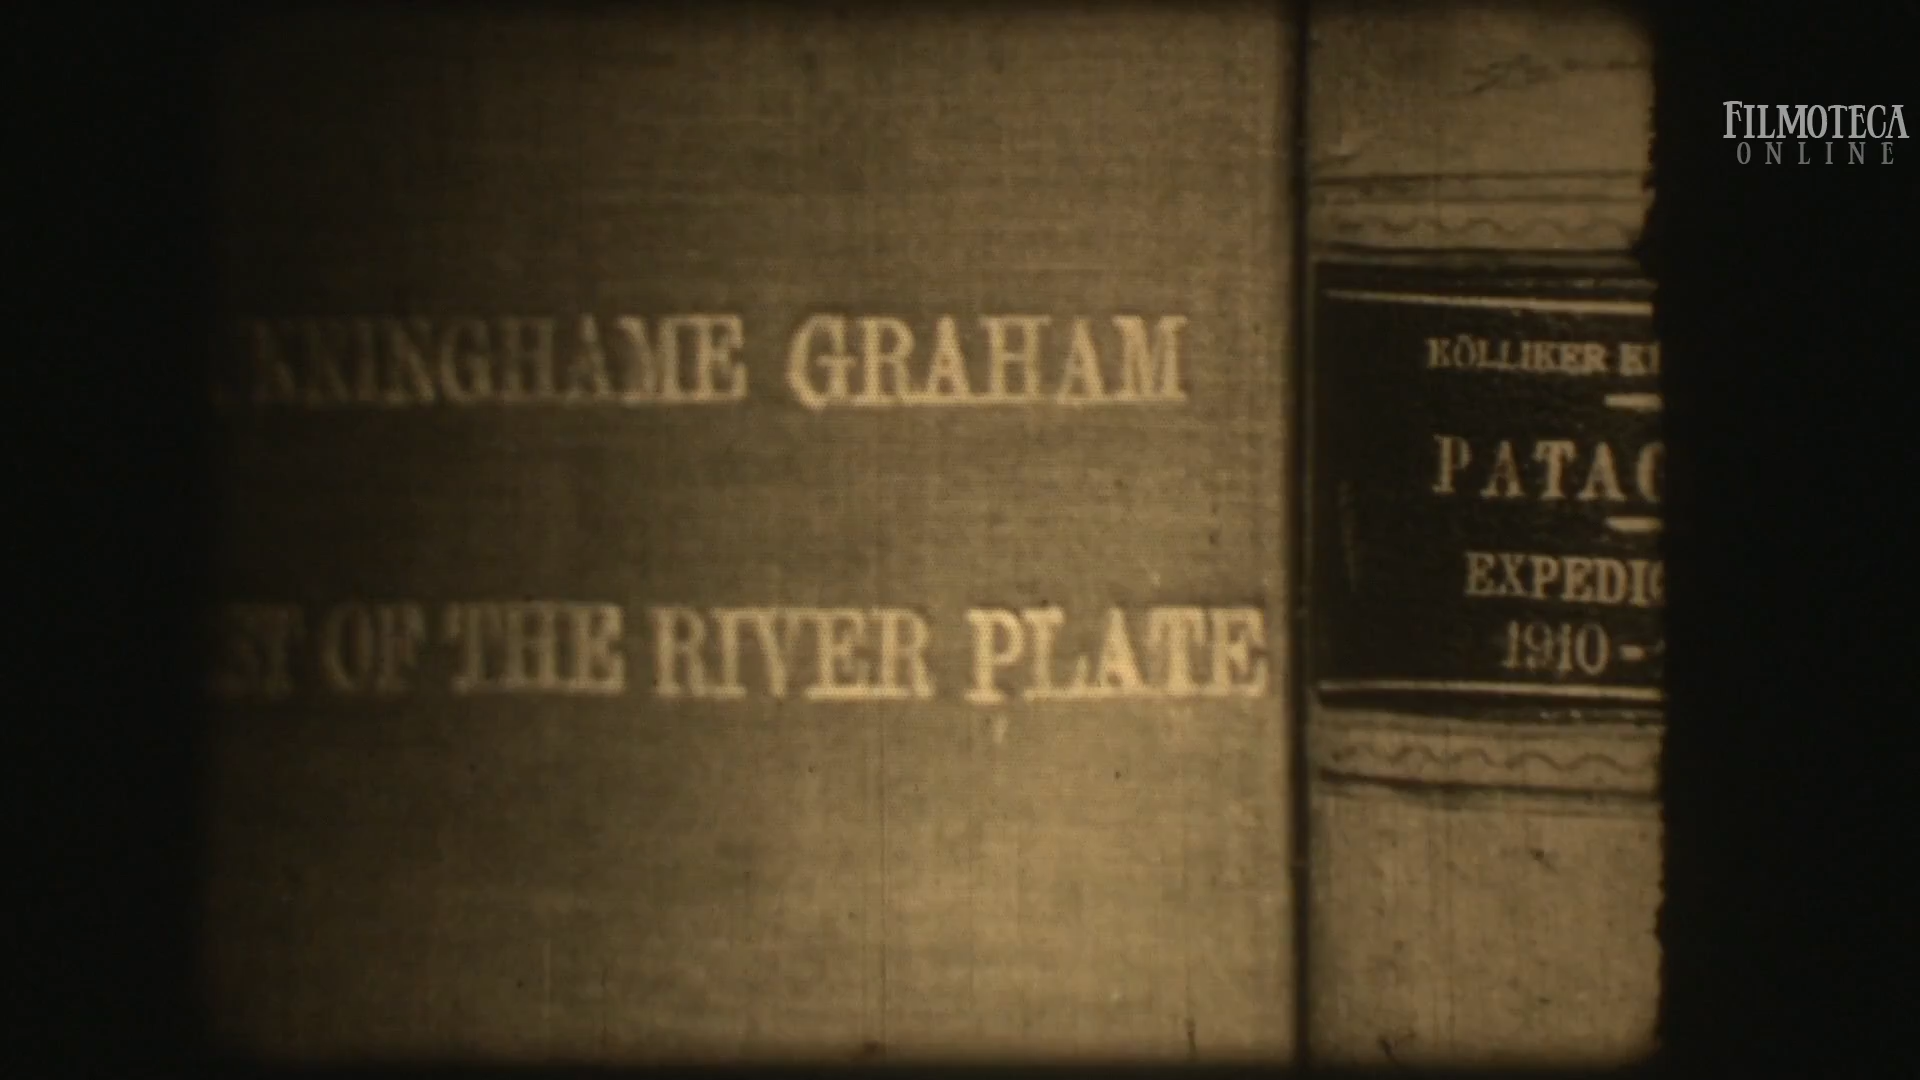 NNINGHAME GRAHAM
ST OF THE RIVER PLATE
KÖLLIKER K
PATAG
EXPEDIC
1910-
FILMOTECA
ONLINE